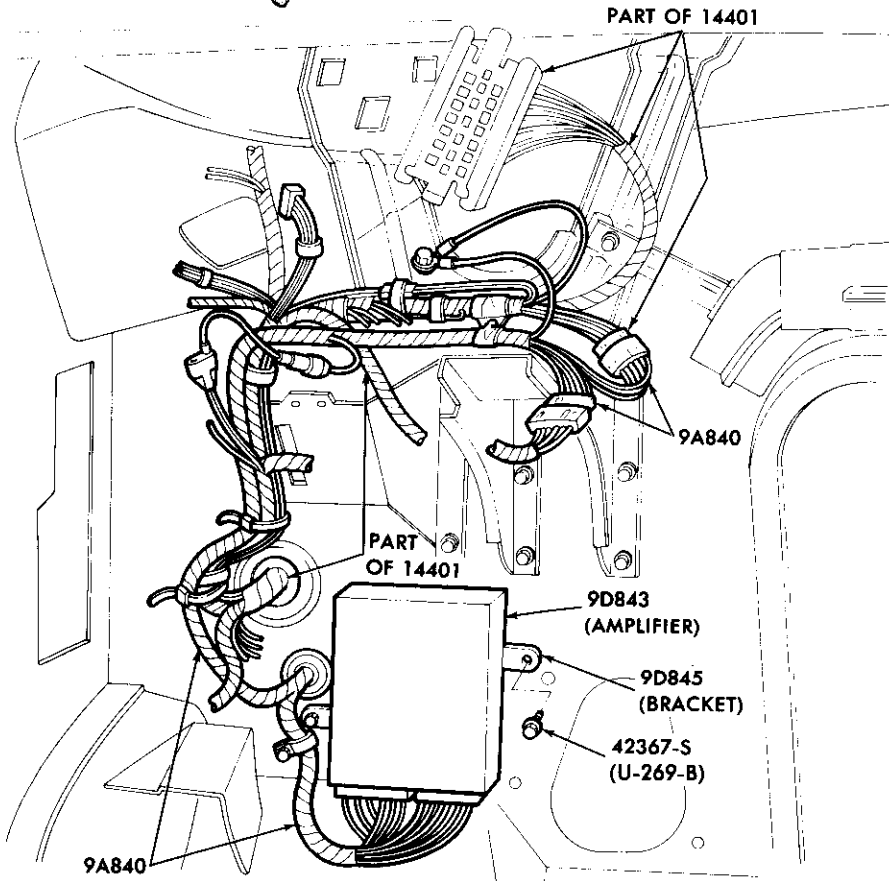 PART OF 14401
9A840
PART
OF 14401
9D843
(AMPLIFIER)
9D845
(BRACKET)
42367-S
(U-269-B)
9A840